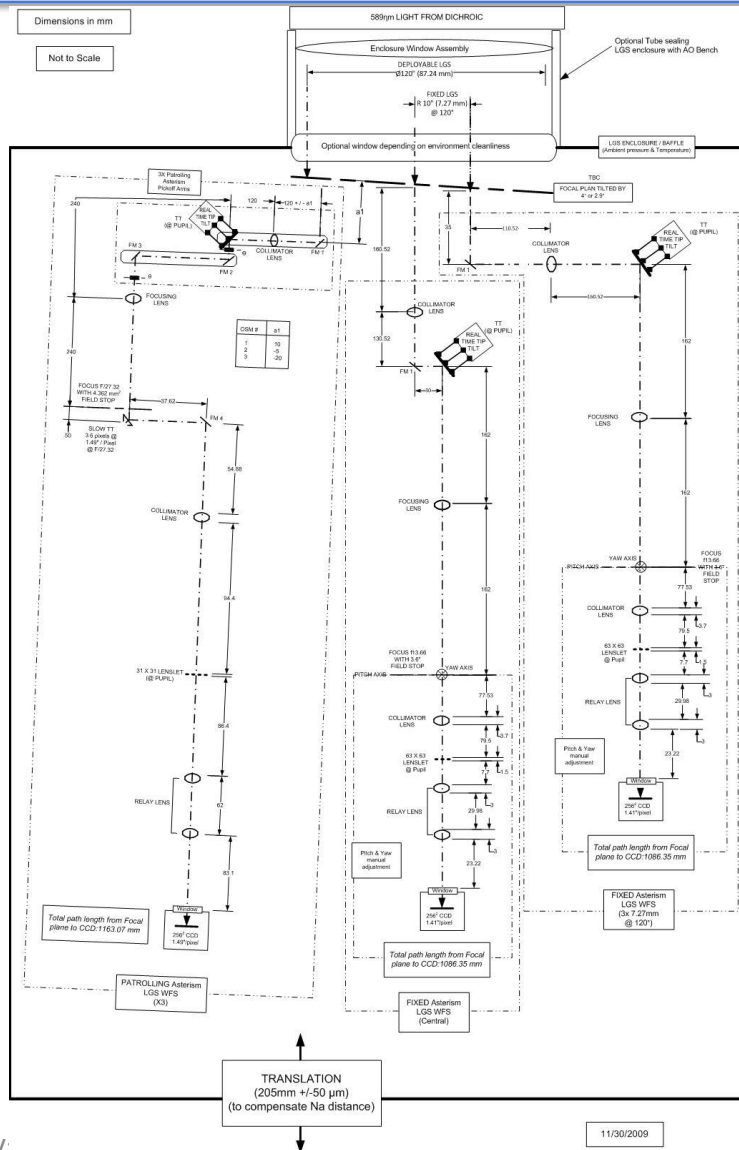 Dimensions in mm
Not to Scale
589nm LIGHT FROM DICHROIC
Enclosure Window Assembly
DEPLOYABLE LGS
Ø120" (87.24 mm)
FIXED LGS
R 10" (7.27 mm)
@ 120°
Optional Tube sealing
LGS enclosure with AO Bench
Optional window depending on environment cleanliness
LGS ENCLOSURE / BAFFLE
(Ambient pressure & Temperature)
TBC
FOCAL PLAN TILTED BY
4° or 2.9°
3X Patrolling
Asterism
Pickoff Arms
240
120
120 +/- a1
a1
TT
(@ PUPIL)
REAL
TIME TIP
TILT
FM 3
FM 2
COLLIMATOR
LENS
FM 1
θ
θ
FOCUSING
LENS
240
OSM #
a1
1
10
2
-5
3
-20
FOCUS F/27.32
WITH 4.362 mm²
FIELD STOP
37.62
FM 4
50
SLOW TT
3.6 pixels @
1.49" / Pixel
@ F/27.32
54.88
COLLIMATOR
LENS
94.4
31 X 31 LENSLET
(@ PUPIL)
86.4
RELAY LENS
62
83.1
Window
256² CCD
1.49"/pixel
Total path length from Focal
plane to CCD:1163.07 mm
PATROLLING Asterism
LGS WFS
(X3)
160.52
COLLIMATOR
LENS
130.52
TT
(@ PUPIL)
REAL
TIME TIP
TILT
FM 1
162
FOCUSING
LENS
162
FOCUS f13.66
WITH 3.6"
FIELD STOP
YAW AXIS
PITCH AXIS
77.53
COLLIMATOR
LENS
3.7
79.5
63 X 63
LENSLET
@ Pupil
7.7
1.5
3
RELAY LENS
29.98
3
23.22
Pitch & Yaw
manual
adjustment
Window
256² CCD
1.41"/pixel
Total path length from Focal
plane to CCD:1086.35 mm
FIXED Asterism
LGS WFS
(Central)
35
110.52
COLLIMATOR
LENS
TT
(@ PUPIL)
REAL
TIME TIP
TILT
FM 1
150.52
162
FOCUSING
LENS
162
YAW AXIS
PITCH AXIS
FOCUS
f13.66
WITH 3.6"
FIELD
STOP
77.53
COLLIMATOR
LENS
3.7
79.5
63 X 63
LENSLET
@ Pupil
7.7
1.5
3
RELAY LENS
29.98
3
23.22
Pitch & Yaw
manual
adjustment
Window
256² CCD
1.41"/pixel
Total path length from Focal
plane to CCD:1086.35 mm
FIXED Asterism
LGS WFS
(3x 7.27mm
@ 120°)
TRANSLATION
(205mm +/-50 µm)
(to compensate Na distance)
11/30/2009